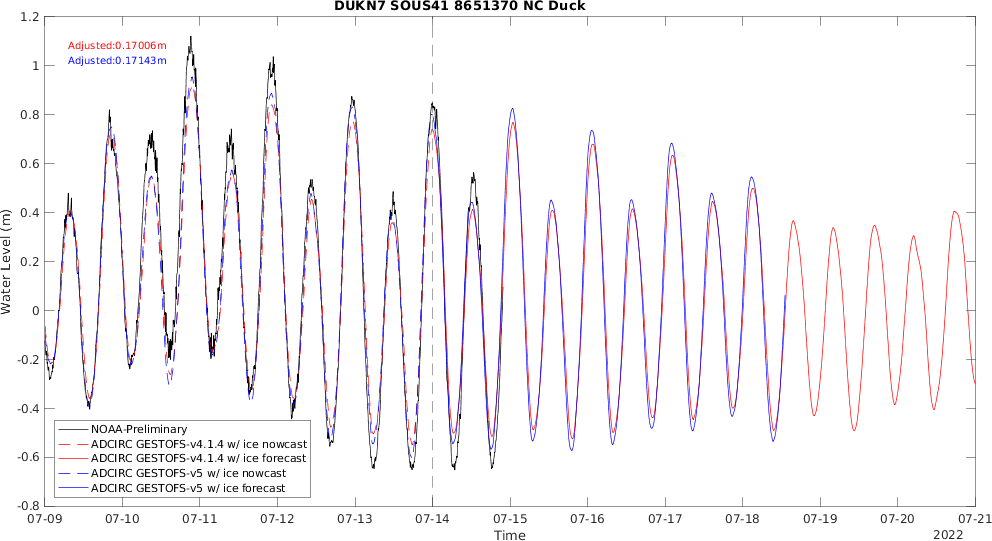 DUKN7 SOUS41 8651370 NC Duck
1.2
1
0.8
0.6
0.4
0.2
0
-0.2
-0.4
-0.6
-0.8
Water Level (m)
Adjusted:0.17006m
Adjusted:0.17143m
NOAA-Preliminary
ADCIRC GESTOFS-v4.1.4 w/ ice nowcast
ADCIRC GESTOFS-v4.1.4 w/ ice forecast
ADCIRC GESTOFS-v5 w/ ice nowcast
ADCIRC GESTOFS-v5 w/ ice forecast
07-09 07-10 07-11 07-12 07-13 07-14 07-15 07-16 07-17 07-18 07-19 07-20 07-21
Time
2022